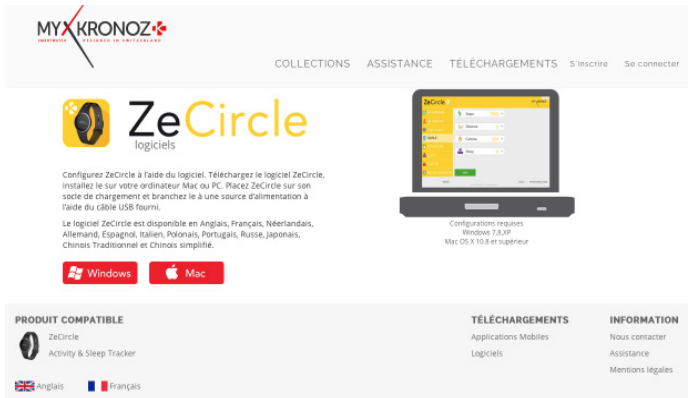 MYKRONOZ
SMARTWATCH DESIGNED IN SWITZERLAND
COLLECTIONS ASSISTANCE TÉLÉCHARGEMENTS S'inscrire Se connecter
ZeCircle
logiciels
ZeCircle
Configurez ZeCircle à l'aide du logiciel. Téléchargez le logiciel ZeCircle,
installez le sur votre ordinateur Mac ou PC. Placez ZeCircle sur son
socle de chargement et branchez le à une source d'alimentation à
l'aide du câble USB fourni.
Le logiciel ZeCircle est disponible en Anglais, Français, Néerlandais,
Allemand, Espagnol, Italien, Polonais, Portugais, Russe, Japonais,
Chinois Traditionnel et Chinois simplifié.
Configurations requises
Windows 7,8,XP
Mac OS X 10.8 et supérieur
Windows Mac
PRODUIT COMPATIBLE
ZeCircle
Activity & Sleep Tracker
Anglais Français
TÉLÉCHARGEMENTS
Applications Mobiles
Logiciels
INFORMATION
Nous contacter
Assistance
Mentions légales